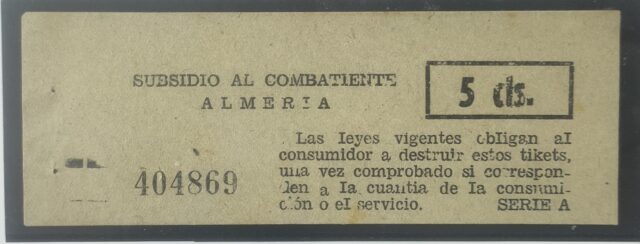 SUBSIDIO AL COMBATIENTE
ALMERIA
5 cts.
Las leyes vigentes obligan al
consumidor a destruir estos tikets,
una vez comprobado si correspon-
den a la cuantia de la consumi-
ción o el servicio. SERIE A
404869